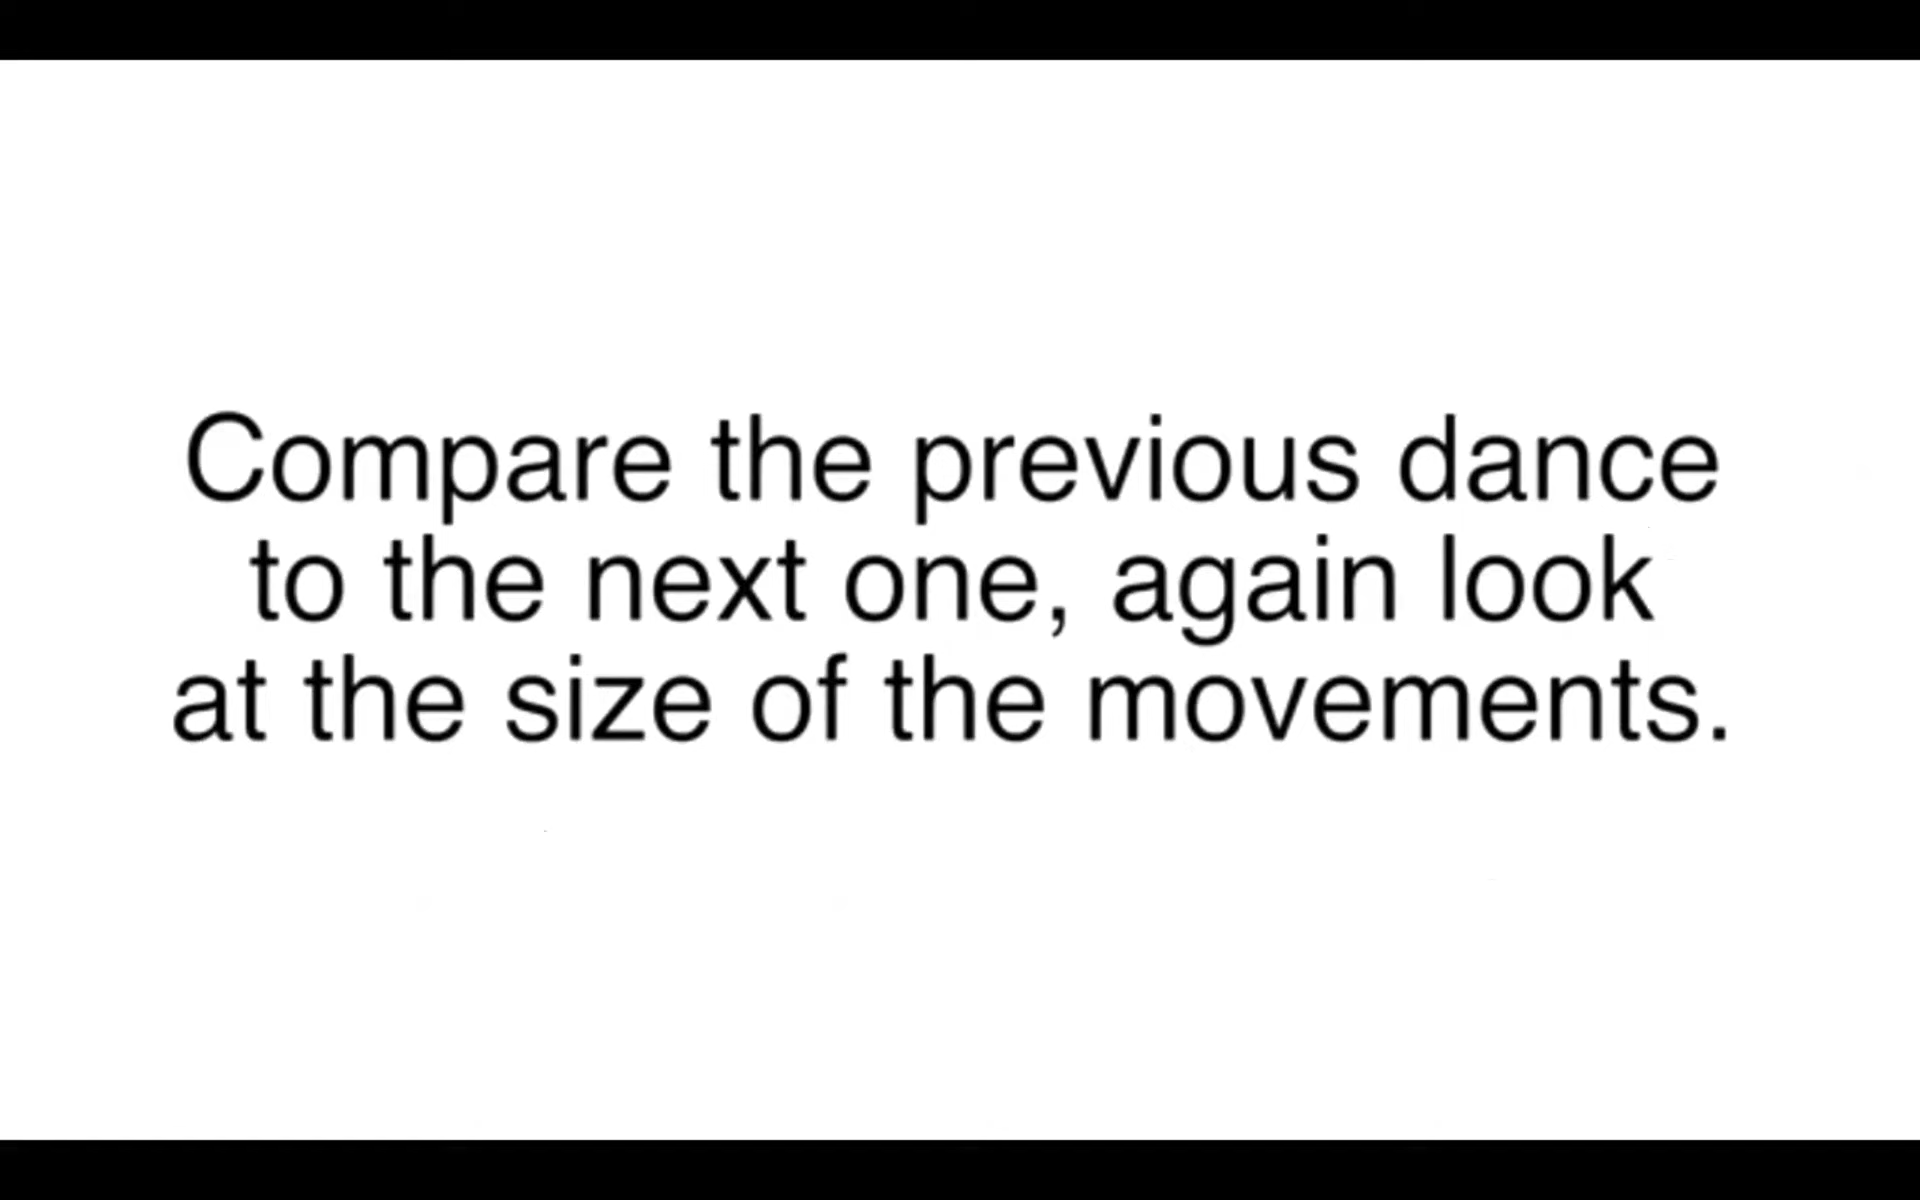 Compare the previous dance
to the next one, again look
at the size of the movements.